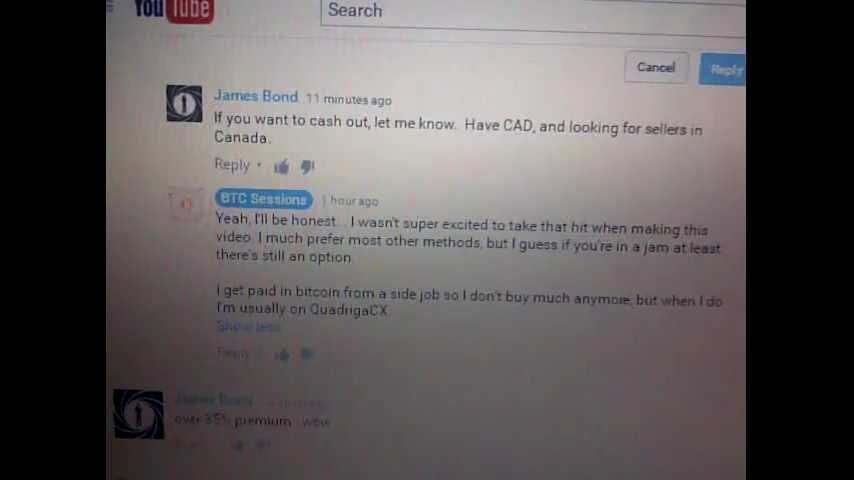 You Tube
Search
Cancel
Reply
James Bond 11 minutes ago
If you want to cash out, let me know. Have CAD, and looking for sellers in
Canada.
Reply •
BTC Sessions 1 hour ago
Yeah, I'll be honest... I wasn't super excited to take that hit when making this
video. I much prefer most other methods, but I guess if you're in a jam at least
there's still an option.
I get paid in bitcoin from a side job so I don't buy much anymore, but when I do
I'm usually on QuadrigaCX.
Show less
Reply •
James Bond
over 35% premium wow